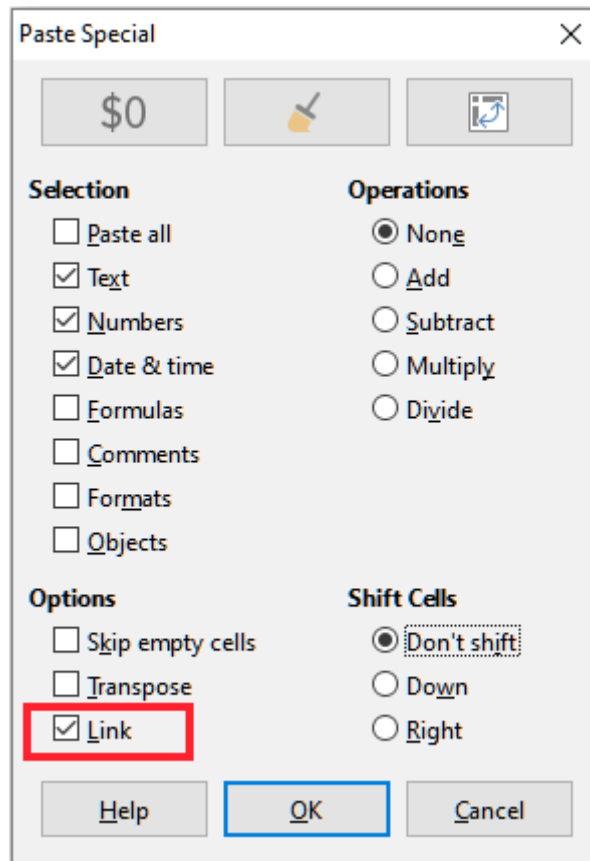 Paste Special
$0
Selection
Paste all
Text
Numbers
Date & time
Formulas
Comments
Formats
Objects
Operations
None
Add
Subtract
Multiply
Divide
Options
Skip empty cells
Transpose
Link
Shift Cells
Don't shift
Down
Right
Help
OK
Cancel